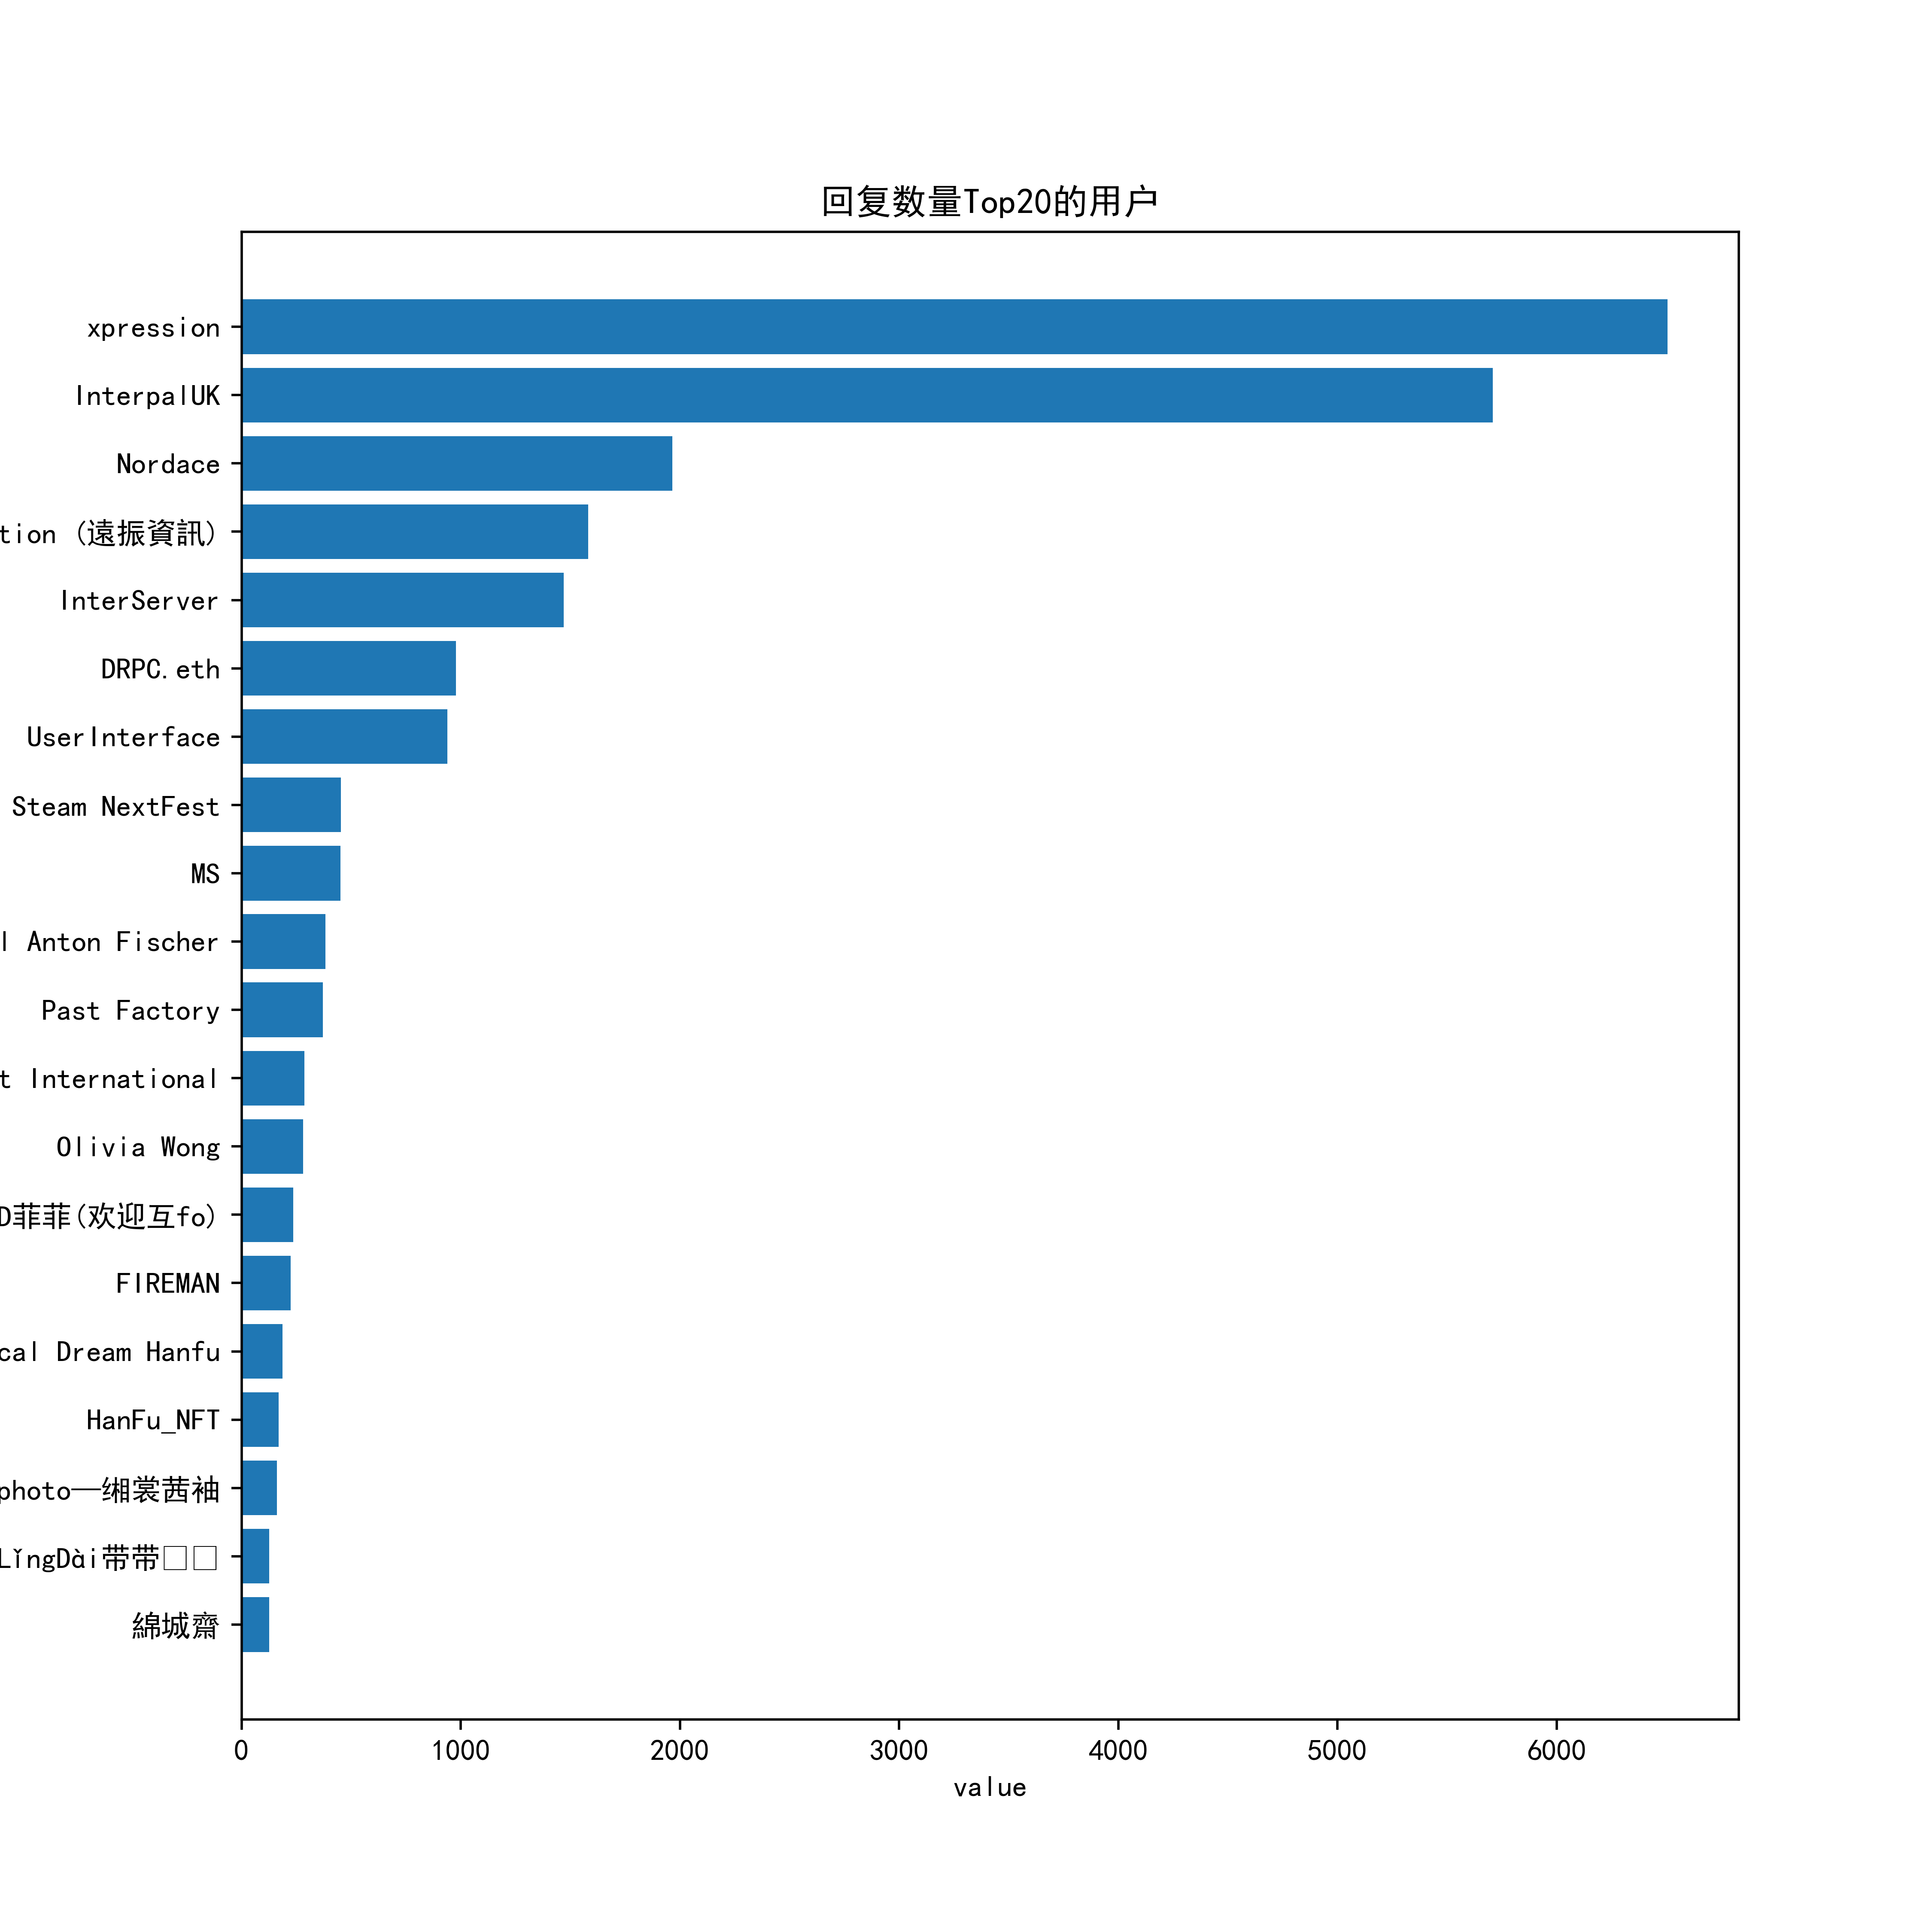 回复数量Top20的用户
xpression
InterpalUK
Nordace
tion (遠振資訊)
InterServer
DRPC.eth
UserInterface
Steam NextFest
MS
l Anton Fischer
Past Factory
t International
Olivia Wong
D菲菲(欢迎互fo)
FIREMAN
cal Dream Hanfu
HanFu_NFT
photo—缃裳茜袖
LǐngDài带带
綿城齋
0 1000 2000 3000 4000 5000 6000
value